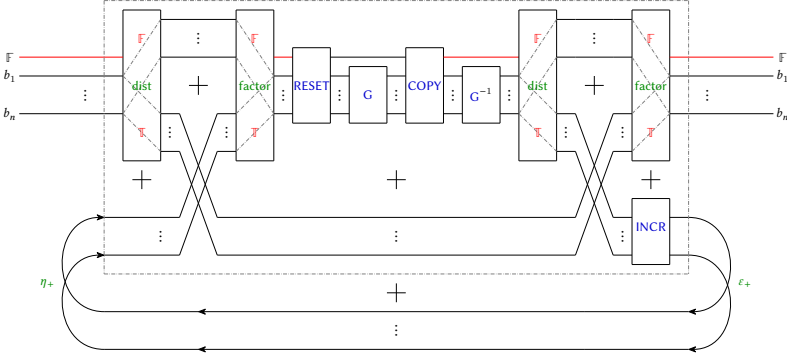 𝔽 𝔽 ⋮ 𝔽 𝔽 ⋮ 𝔽 𝔽
b₁ dist + factor RESET COPY dist + factor b₁
⋮ ⋮ ⋮ G ⋮ G⁻¹ ⋮ ⋮
bₙ 𝕋 ⋮ ⋮ 𝕋 𝕋 ⋮ ⋮ 𝕋 bₙ
+ + +
⋮ ⋮ ⋮ INCR
η₊ + ε₊
⋮